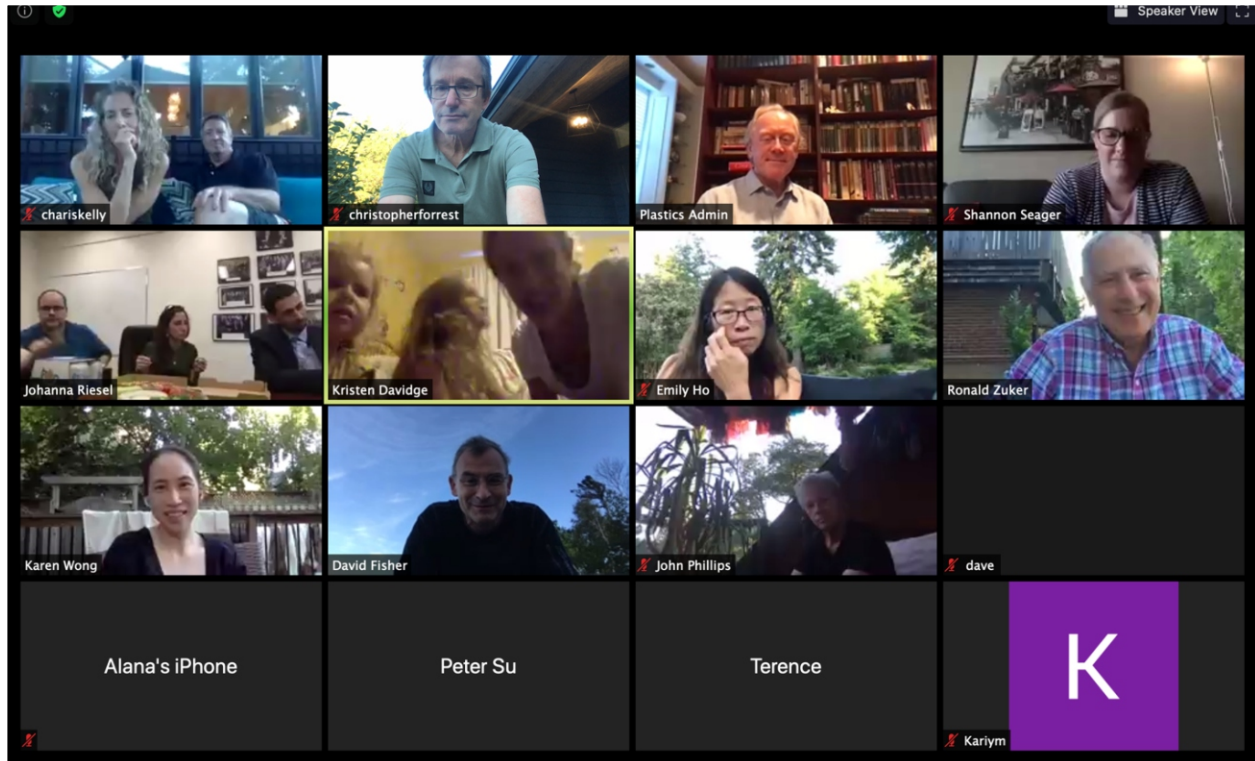 Speaker View
chariskelly
christopherforrest
Plastics Admin
Shannon Seager
Johanna Riesel
Kristen Davidge
Emily Ho
Ronald Zuker
Karen Wong
David Fisher
John Phillips
dave
Alana's iPhone
Peter Su
Terence
K
Kariym